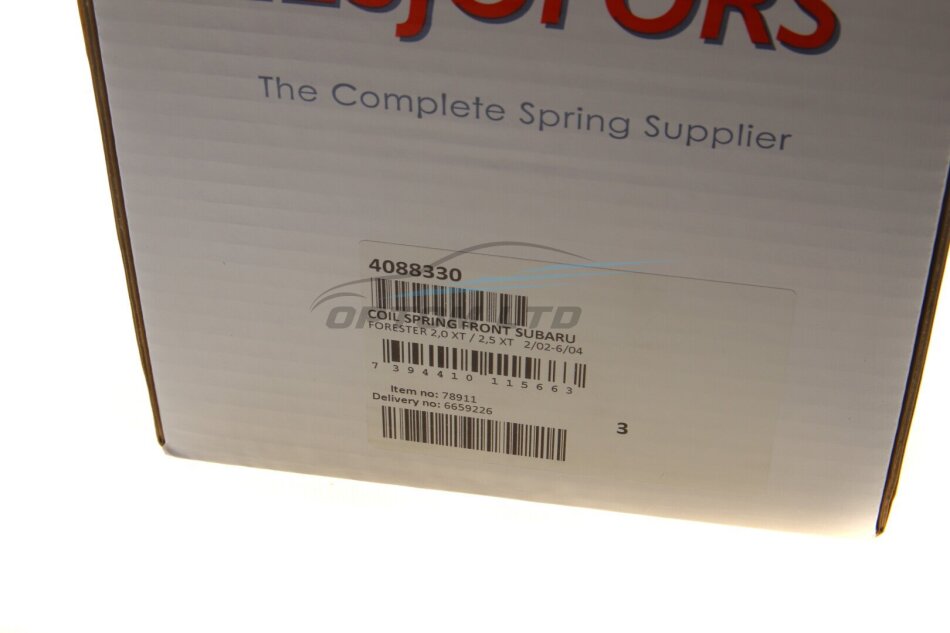 The Complete Spring Supplier
4088330
COIL SPRING FRONT SUBARU
FORESTER 2,0 XT / 2,5 XT 2/02-6/04
7 394410 115663
Item no: 78911
Delivery no: 6659226
3